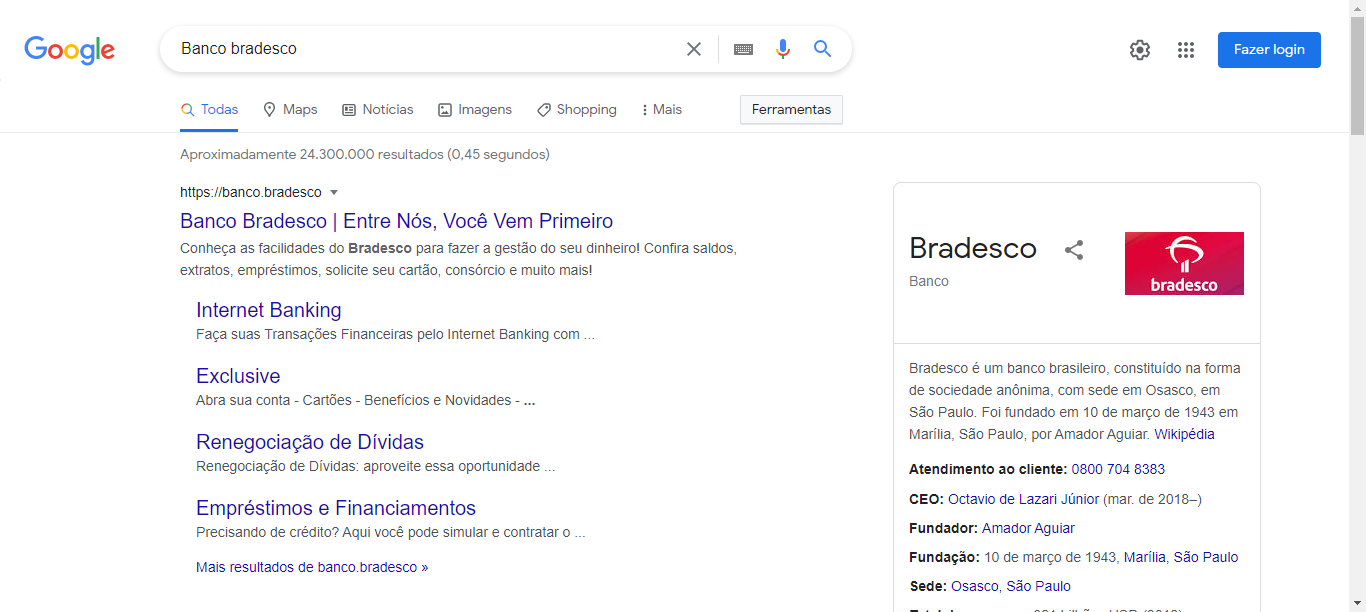 Google
Banco bradesco
Fazer login
Todas
Maps
Notícias
Imagens
Shopping
Mais
Ferramentas
Aproximadamente 24.300.000 resultados (0,45 segundos)
https://banco.bradesco
Banco Bradesco | Entre Nós, Você Vem Primeiro
Conheça as facilidades do Bradesco para fazer a gestão do seu dinheiro! Confira saldos,
extratos, empréstimos, solicite seu cartão, consórcio e muito mais!
Internet Banking
Faça suas Transações Financeiras pelo Internet Banking com ...
Exclusive
Abra sua conta - Cartões - Benefícios e Novidades - ...
Renegociação de Dívidas
Renegociação de Dívidas: aproveite essa oportunidade ...
Empréstimos e Financiamentos
Precisando de crédito? Aqui você pode simular e contratar o ...
Mais resultados de banco.bradesco »
Bradesco
Banco
bradesco
Bradesco é um banco brasileiro, constituído na forma
de sociedade anônima, com sede em Osasco, em
São Paulo. Foi fundado em 10 de março de 1943 em
Marília, São Paulo, por Amador Aguiar. Wikipédia
Atendimento ao cliente: 0800 704 8383
CEO: Octavio de Lazari Júnior (mar. de 2018–)
Fundador: Amador Aguiar
Fundação: 10 de março de 1943, Marília, São Paulo
Sede: Osasco, São Paulo